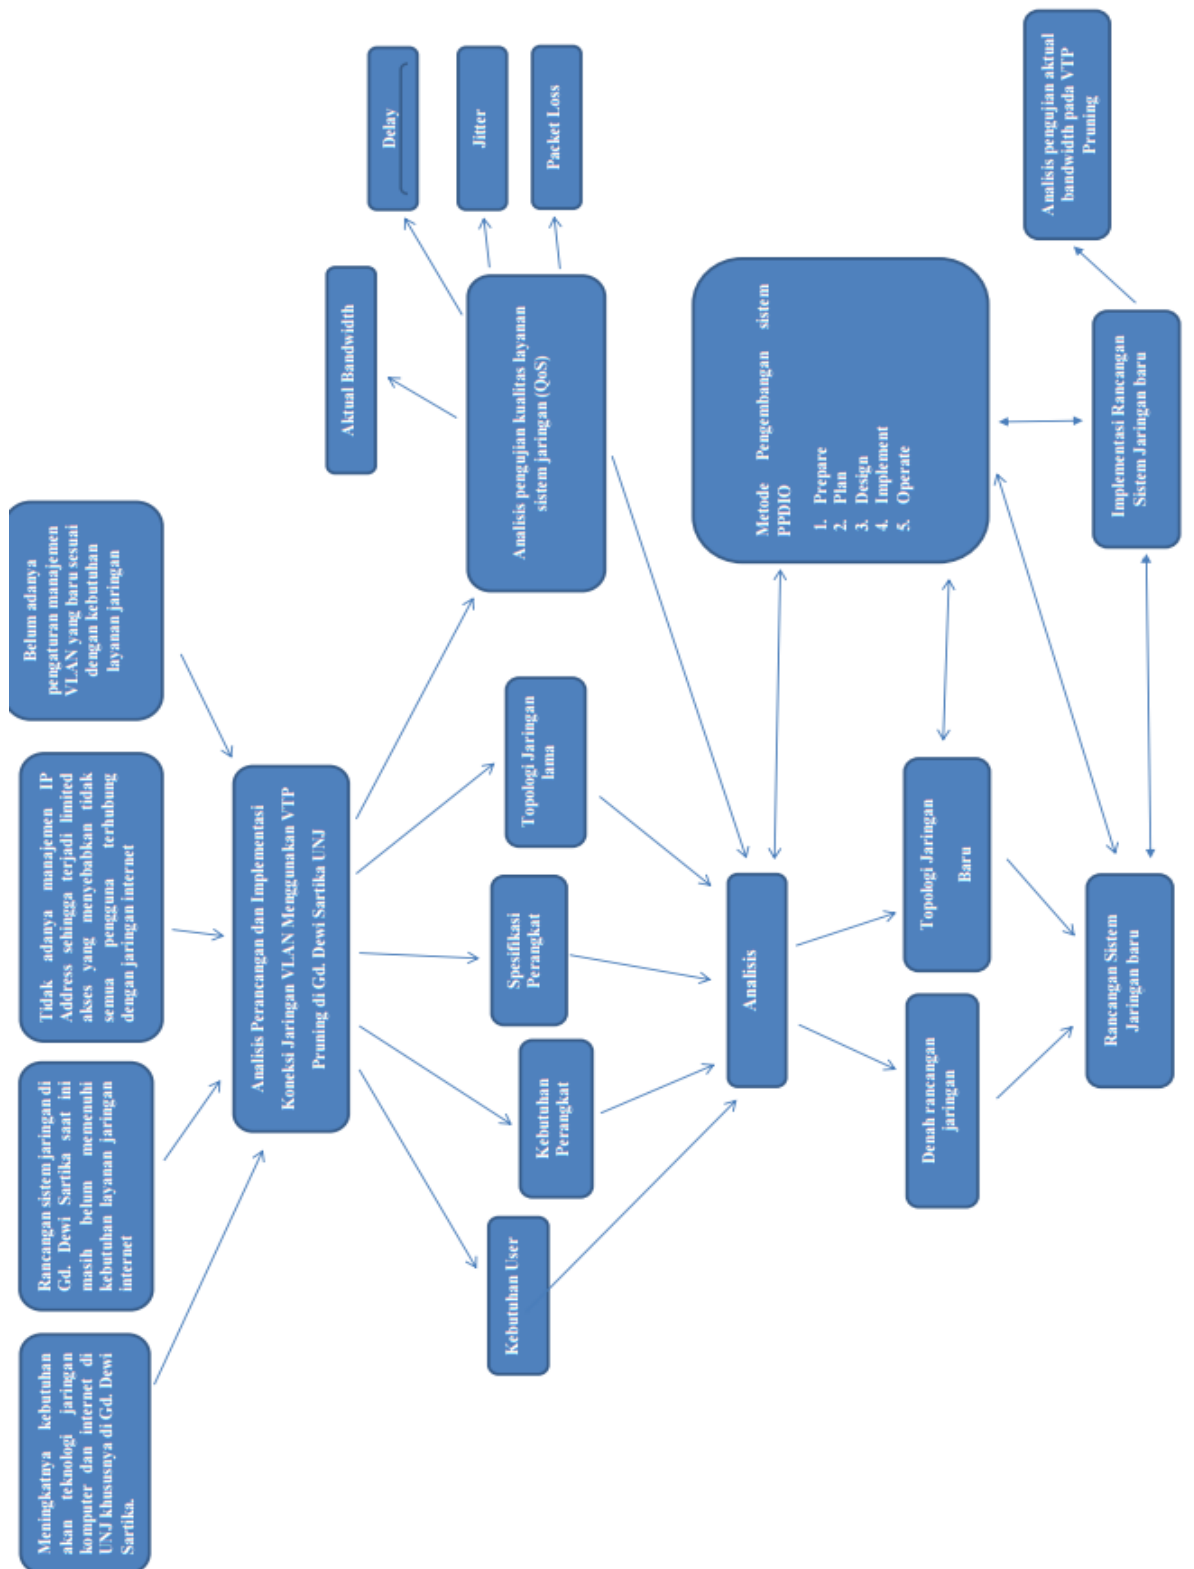 Meningkatnya kebutuhan
akan teknologi jaringan
komputer dan internet di
UNJ khususnya di Gd. Dewi
Sartika.
Rancangan sistem jaringan di
Gd. Dewi Sartika saat ini
masih belum memenuhi
kebutuhan layanan jaringan
internet
Tidak adanya manajemen IP
Address sehingga terjadi limited
akses yang menyebabkan tidak
semua pengguna terhubung
dengan jaringan internet
Belum adanya
pengaturan manajemen
VLAN yang baru sesuai
dengan kebutuhan
layanan jaringan
Analisis Perancangan dan Implementasi
Koneksi Jaringan VLAN Menggunakan VTP
Pruning di Gd. Dewi Sartika UNJ
Kebutuhan User
Kebutuhan
Perangkat
Spesifikasi
Perangkat
Topologi Jaringan
lama
Analisis pengujian kualitas layanan
sistem jaringan (QoS)
Aktual Bandwidth
Delay
Jitter
Packet Loss
Analisis
Metode Pengembangan sistem
PPDIO
1. Prepare
2. Plan
3. Design
4. Implement
5. Operate
Denah rancangan
jaringan
Topologi Jaringan
Baru
Rancangan Sistem
Jaringan baru
Implementasi Rancangan
Sistem Jaringan baru
Analisis pengujian aktual
bandwidth pada VTP
Pruning